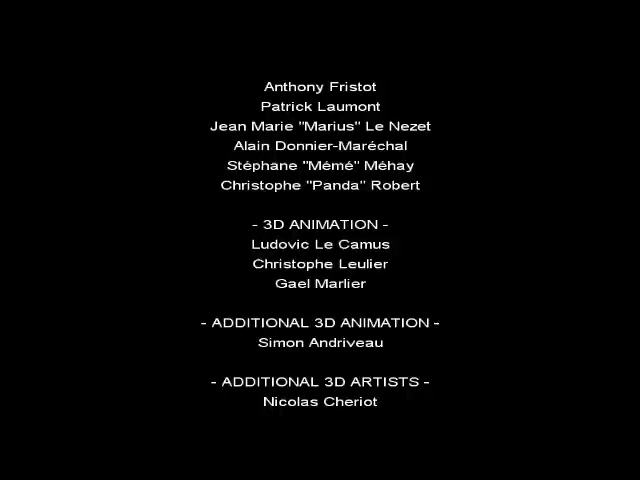 Anthony Fristot
Patrick Laumont
Jean Marie "Marius" Le Nezet
Alain Donnier-Maréchal
Stéphane "Mémé" Méhay
Christophe "Panda" Robert
- 3D ANIMATION -
Ludovic Le Camus
Christophe Leulier
Gael Marlier
- ADDITIONAL 3D ANIMATION -
Simon Andriveau
- ADDITIONAL 3D ARTISTS -
Nicolas Cheriot